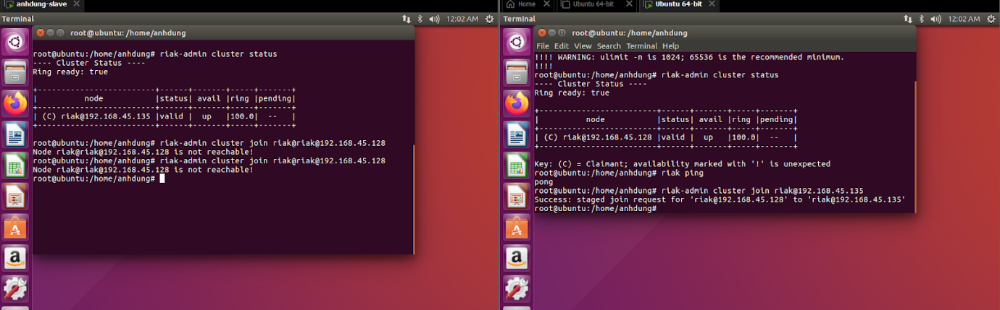 anhdung-slave
Terminal
12:02 AM
root@ubuntu: /home/anhdung
root@ubuntu:/home/anhdung# riak-admin cluster status
---- Cluster Status ----
Ring ready: true
+--------------------------+------+-------+-----+-------+
| node |status| avail |ring |pending|
+--------------------------+------+-------+-----+-------+
| (C) riak@192.168.45.135 |valid | up |100.0| -- |
+--------------------------+------+-------+-----+-------+
root@ubuntu:/home/anhdung# riak-admin cluster join riak@riak@192.168.45.128
Node riak@riak@192.168.45.128 is not reachable!
root@ubuntu:/home/anhdung# riak-admin cluster join riak@riak@192.168.45.128
Node riak@riak@192.168.45.128 is not reachable!
root@ubuntu:/home/anhdung#
Home
Ubuntu 64-bit
Ubuntu 64-bit
Terminal
12:02 AM
root@ubuntu: /home/anhdung
File Edit View Search Terminal Help
!!!! WARNING: ulimit -n is 1024; 65536 is the recommended minimum.
!!!!
root@ubuntu:/home/anhdung# riak-admin cluster status
---- Cluster Status ----
Ring ready: true
+--------------------------+------+-------+-----+-------+
| node |status| avail |ring |pending|
+--------------------------+------+-------+-----+-------+
| (C) riak@192.168.45.128 |valid | up |100.0| -- |
+--------------------------+------+-------+-----+-------+
Key: (C) = Claimant; availability marked with '!' is unexpected
root@ubuntu:/home/anhdung# riak ping
pong
root@ubuntu:/home/anhdung# riak-admin cluster join riak@192.168.45.135
Success: staged join request for 'riak@192.168.45.128' to 'riak@192.168.45.135'
root@ubuntu:/home/anhdung#